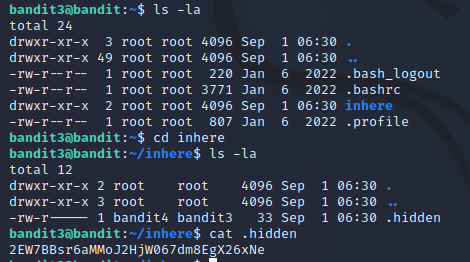 bandit3@bandit:~$ ls -la
total 24
drwxr-xr-x  3 root root 4096 Sep  1 06:30 .
drwxr-xr-x 49 root root 4096 Sep  1 06:30 ..
-rw-r--r--  1 root root  220 Jan  6  2022 .bash_logout
-rw-r--r--  1 root root 3771 Jan  6  2022 .bashrc
drwxr-xr-x  2 root root 4096 Sep  1 06:30 inhere
-rw-r--r--  1 root root  807 Jan  6  2022 .profile
bandit3@bandit:~$ cd inhere
bandit3@bandit:~/inhere$ ls -la
total 12
drwxr-xr-x 2 root    root    4096 Sep  1 06:30 .
drwxr-xr-x 3 root    root    4096 Sep  1 06:30 ..
-rw-r----- 1 bandit4 bandit3   33 Sep  1 06:30 .hidden
bandit3@bandit:~/inhere$ cat .hidden
2EW7BBsr6aMMoJ2HjW067dm8EgX26xNe